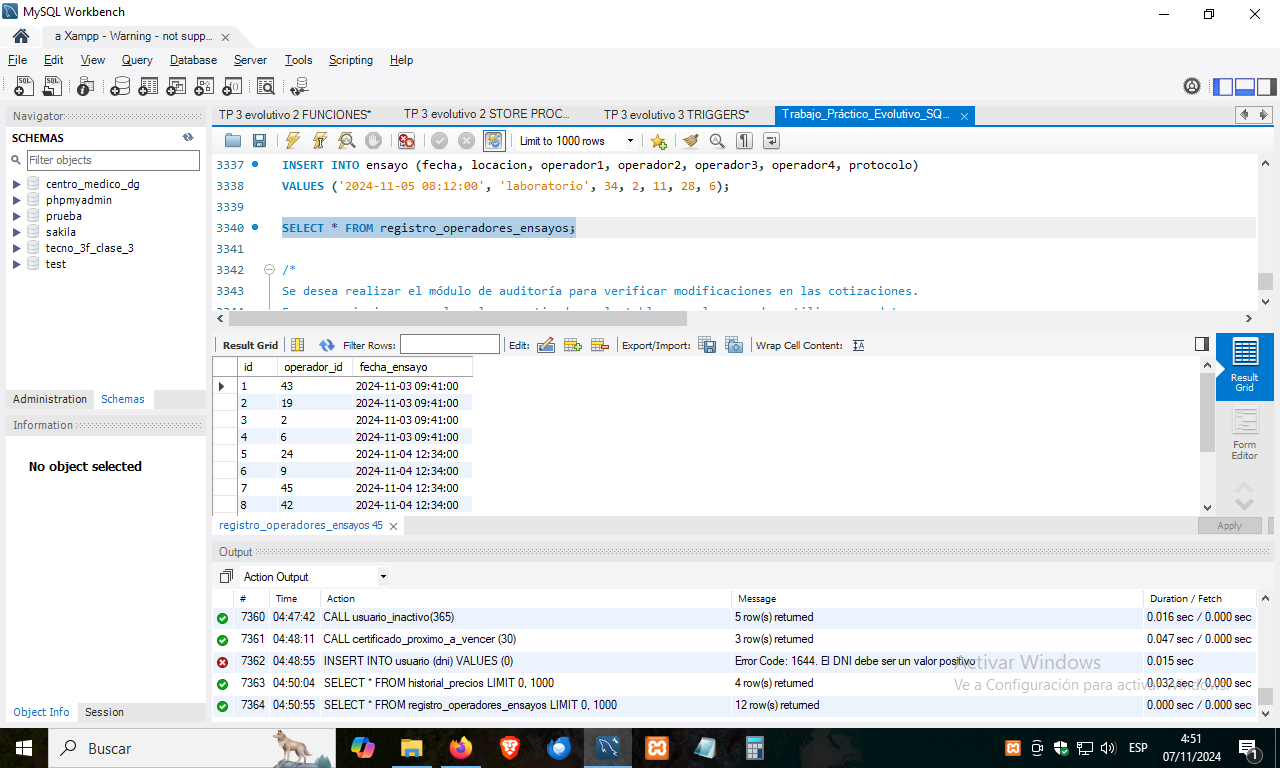 MySQL Workbench
a Xampp - Warning - not supp...
File Edit View Query Database Server Tools Scripting Help
Navigator
SCHEMAS
Filter objects
centro_medico_dg
phpmyadmin
prueba
sakila
tecno_3f_clase_3
test
Administration Schemas
Information
No object selected
Object Info Session
TP 3 evolutivo 2 FUNCIONES* TP 3 evolutivo 2 STORE PROC... TP 3 evolutivo 3 TRIGGERS* Trabajo_Práctico_Evolutivo_SQ...
Limit to 1000 rows
3337 INSERT INTO ensayo (fecha, locacion, operador1, operador2, operador3, operador4, protocolo)
3338 VALUES ('2024-11-05 08:12:00', 'laboratorio', 34, 2, 11, 28, 6);
3339
3340 SELECT * FROM registro_operadores_ensayos;
3341
3342 /*
3343 Se desea realizar el módulo de auditoría para verificar modificaciones en las cotizaciones.
Result Grid Filter Rows: Edit: Export/Import: Wrap Cell Content:
id operador_id fecha_ensayo
1 43 2024-11-03 09:41:00
2 19 2024-11-03 09:41:00
3 2 2024-11-03 09:41:00
4 6 2024-11-03 09:41:00
5 24 2024-11-04 12:34:00
6 9 2024-11-04 12:34:00
7 45 2024-11-04 12:34:00
8 42 2024-11-04 12:34:00
Result
Grid
Form
Editor
registro_operadores_ensayos 45
Apply
Output
Action Output
# Time Action Message Duration / Fetch
7360 04:47:42 CALL usuario_inactivo(365) 5 row(s) returned 0.016 sec / 0.000 sec
7361 04:48:11 CALL certificado_proximo_a_vencer (30) 3 row(s) returned 0.047 sec / 0.000 sec
7362 04:48:55 INSERT INTO usuario (dni) VALUES (0) Error Code: 1644. El DNI debe ser un valor positivo 0.015 sec
7363 04:50:04 SELECT * FROM historial_precios LIMIT 0, 1000 4 row(s) returned 0.032 sec / 0.000 sec
7364 04:50:55 SELECT * FROM registro_operadores_ensayos LIMIT 0, 1000 12 row(s) returned 0.000 sec / 0.000 sec
Activar Windows
Ve a Configuración para activar Windows.
Buscar
ESP
4:51
07/11/2024
1